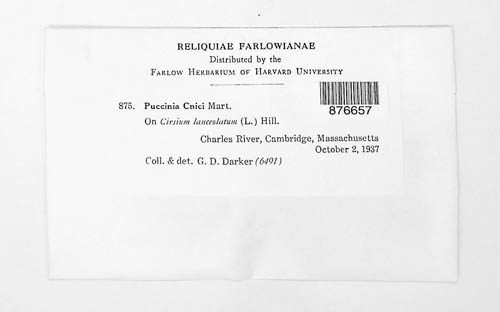 RELIQUIAE FARLOWIANAE
Distributed by the
FARLOW HERBARIUM OF HARVARD UNIVERSITY
876657
875. Puccinia Cnici Mart.
On Cirsium lanceolatum (L.) Hill.
Charles River, Cambridge, Massachusetts
October 2, 1937
Coll. & det. G. D. Darker (6491)